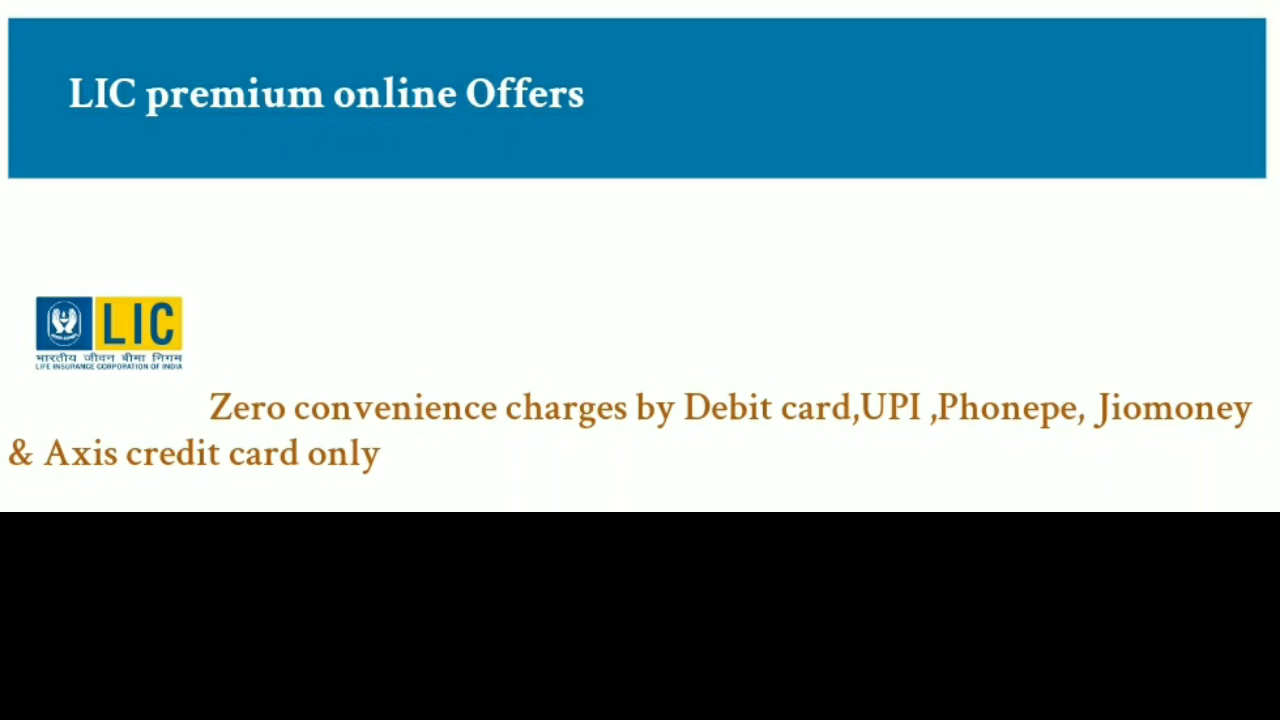 LIC premium online Offers
LIC
भारतीय जीवन बीमा निगम
LIFE INSURANCE CORPORATION OF INDIA
Zero convenience charges by Debit card,UPI ,Phonepe, Jiomoney
& Axis credit card only